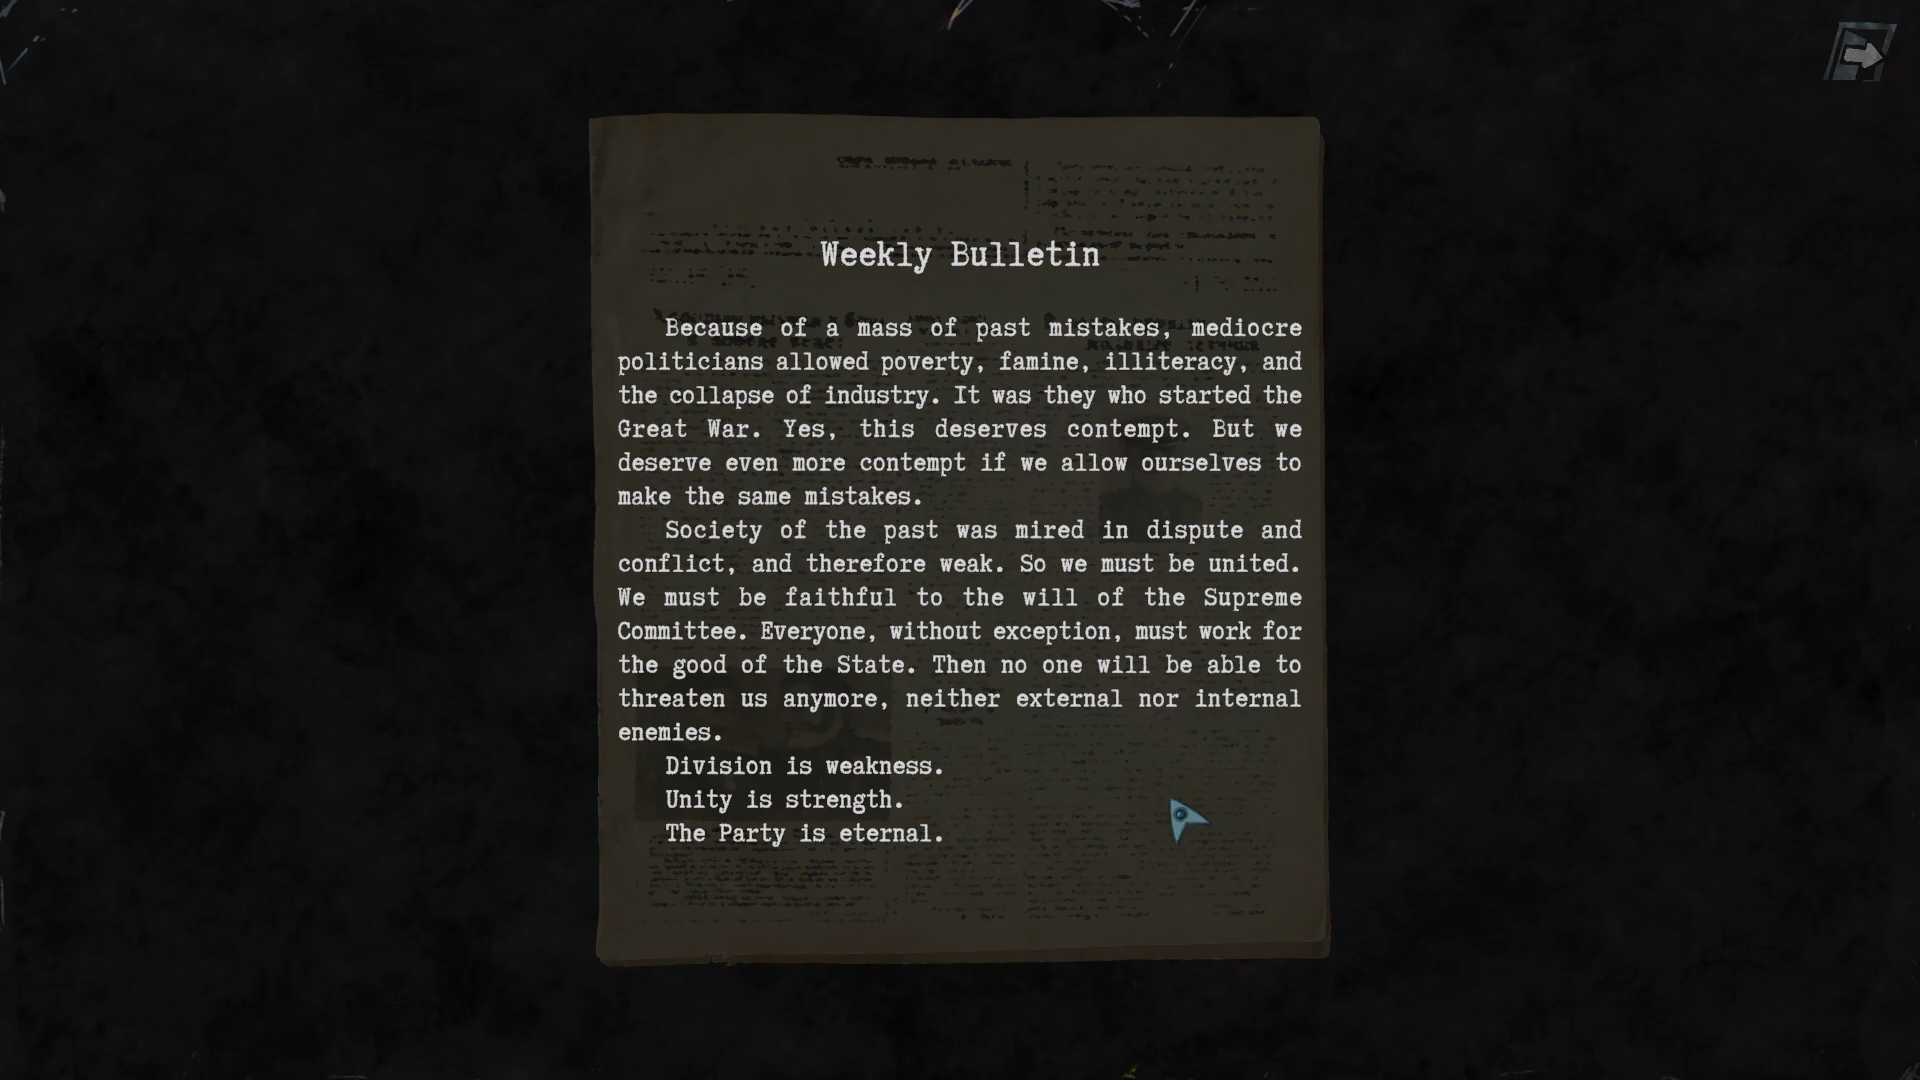 Weekly Bulletin
Because of a mass of past mistakes, mediocre
politicians allowed poverty, famine, illiteracy, and
the collapse of industry. It was they who started the
Great War. Yes, this deserves contempt. But we
deserve even more contempt if we allow ourselves to
make the same mistakes.
Society of the past was mired in dispute and
conflict, and therefore weak. So we must be united.
We must be faithful to the will of the Supreme
Committee. Everyone, without exception, must work for
the good of the State. Then no one will be able to
threaten us anymore, neither external nor internal
enemies.
Division is weakness.
Unity is strength.
The Party is eternal.